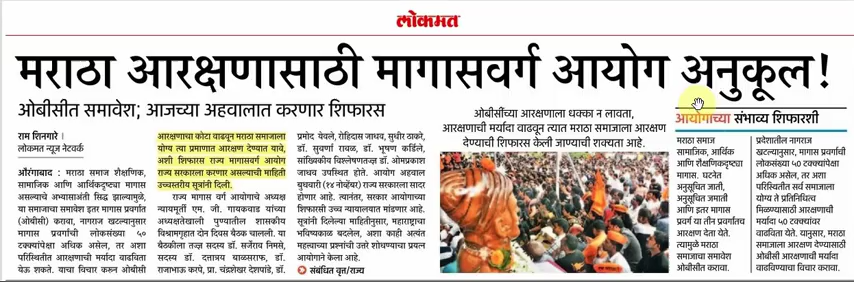 लोकमत
मराठा आरक्षणासाठी मागासवर्ग आयोग अनुकूल!
ओबीसीत समावेश; आजच्या अहवालात करणार शिफारस
राम शिनगारे ।
लोकमत न्यूज नेटवर्क
औरंगाबाद : मराठा समाज शैक्षणिक,
सामाजिक आणि आर्थिकदृष्ट्या मागास
असल्याचे अभ्यासाअंती सिद्ध झाल्यामुळे,
या समाजाचा समावेश इतर मागास प्रवर्गात
(ओबीसी) करावा, नागराज खटल्यानुसार
मागास प्रवर्गाची लोकसंख्या ५०
टक्क्यांपेक्षा अधिक असेल, तर अशा
परिस्थितीत आरक्षणाची मर्यादा वाढविता
येऊ शकते. याचा विचार करून ओबीसी
आरक्षणाचा कोटा वाढवून मराठा समाजाला
योग्य त्या प्रमाणात आरक्षण देण्यात यावे,
अशी शिफारस राज्य मागासवर्ग आयोग
राज्य सरकारला करणार असल्याची माहिती
उच्चस्तरीय सूत्रांनी दिली.
राज्य मागास वर्ग आयोगाचे अध्यक्ष
न्यायमूर्ती एम. जी. गायकवाड यांच्या
अध्यक्षतेखाली पुण्यातील शासकीय
विश्रामगृहात दोन दिवस बैठक चालली. या
बैठकीला तज्ज्ञ सदस्य डॉ. सर्जेराव निमसे,
सदस्य डॉ. दत्तात्रय बाळसराफ, डॉ.
राजाभाऊ करपे, प्रा. चंद्रशेखर देशपांडे, डॉ.
प्रमोद येवले, रोहिदास जाधव, सुधीर ठाकरे,
डॉ. सुवर्णा रावळ, डॉ. भूषण कर्डिले,
सांख्यिकीय विश्लेषणतज्ज्ञ डॉ. ओमप्रकाश
जाधव उपस्थित होते. आयोग अहवाल
बुधवारी (१४ नोव्हेंबर) राज्य सरकारला सादर
होणार आहे. त्यानंतर, सरकार आयोगाच्या
शिफारसी उच्च न्यायालयात मांडणार आहे.
सूत्रांनी दिलेल्या माहितीनुसार, महाराष्ट्राचा
भविष्यकाळ बदलेल, अशा काही अत्यंत
महत्वाच्या प्रश्नांची उत्तरे शोधण्याचा प्रयत्न
आयोगाने केला आहे.
संबंधित वृत्त/राज्य
ओबीसींच्या आरक्षणाला धक्का न लावता,
आरक्षणाची मर्यादा वाढवून त्यात मराठा समाजाला आरक्षण
देण्याची शिफारस केली जाण्याची शक्यता आहे.
आयोगाच्या संभाव्य शिफारशी
मराठा समाज
सामाजिक, आर्थिक
आणि शैक्षणिकदृष्ट्या
मागास. घटनेत
अनुसूचित जाती,
अनुसूचित जमाती
आणि इतर मागास
प्रवर्ग या तीन प्रवर्गातच
आरक्षण देता येते.
त्यामुळे मराठा
समाजाचा समावेश
ओबीसीत करावा.
प्रदेशातील नागराज
खटल्यानुसार, मागास प्रवर्गाची
लोकसंख्या ५० टक्क्यांपेक्षा
अधिक असेल, तर अशा
परिस्थितीत सर्व समाजाला
योग्य ते प्रतिनिधित्व
मिळण्यासाठी आरक्षणाची
मर्यादा ५० टक्क्यांवर
वाढविता येते. यानुसार, मराठा
समाजाला आरक्षण देण्यासाठी
ओबीसी आरक्षणाची मर्यादा
वाढविण्याचा विचार करावा.